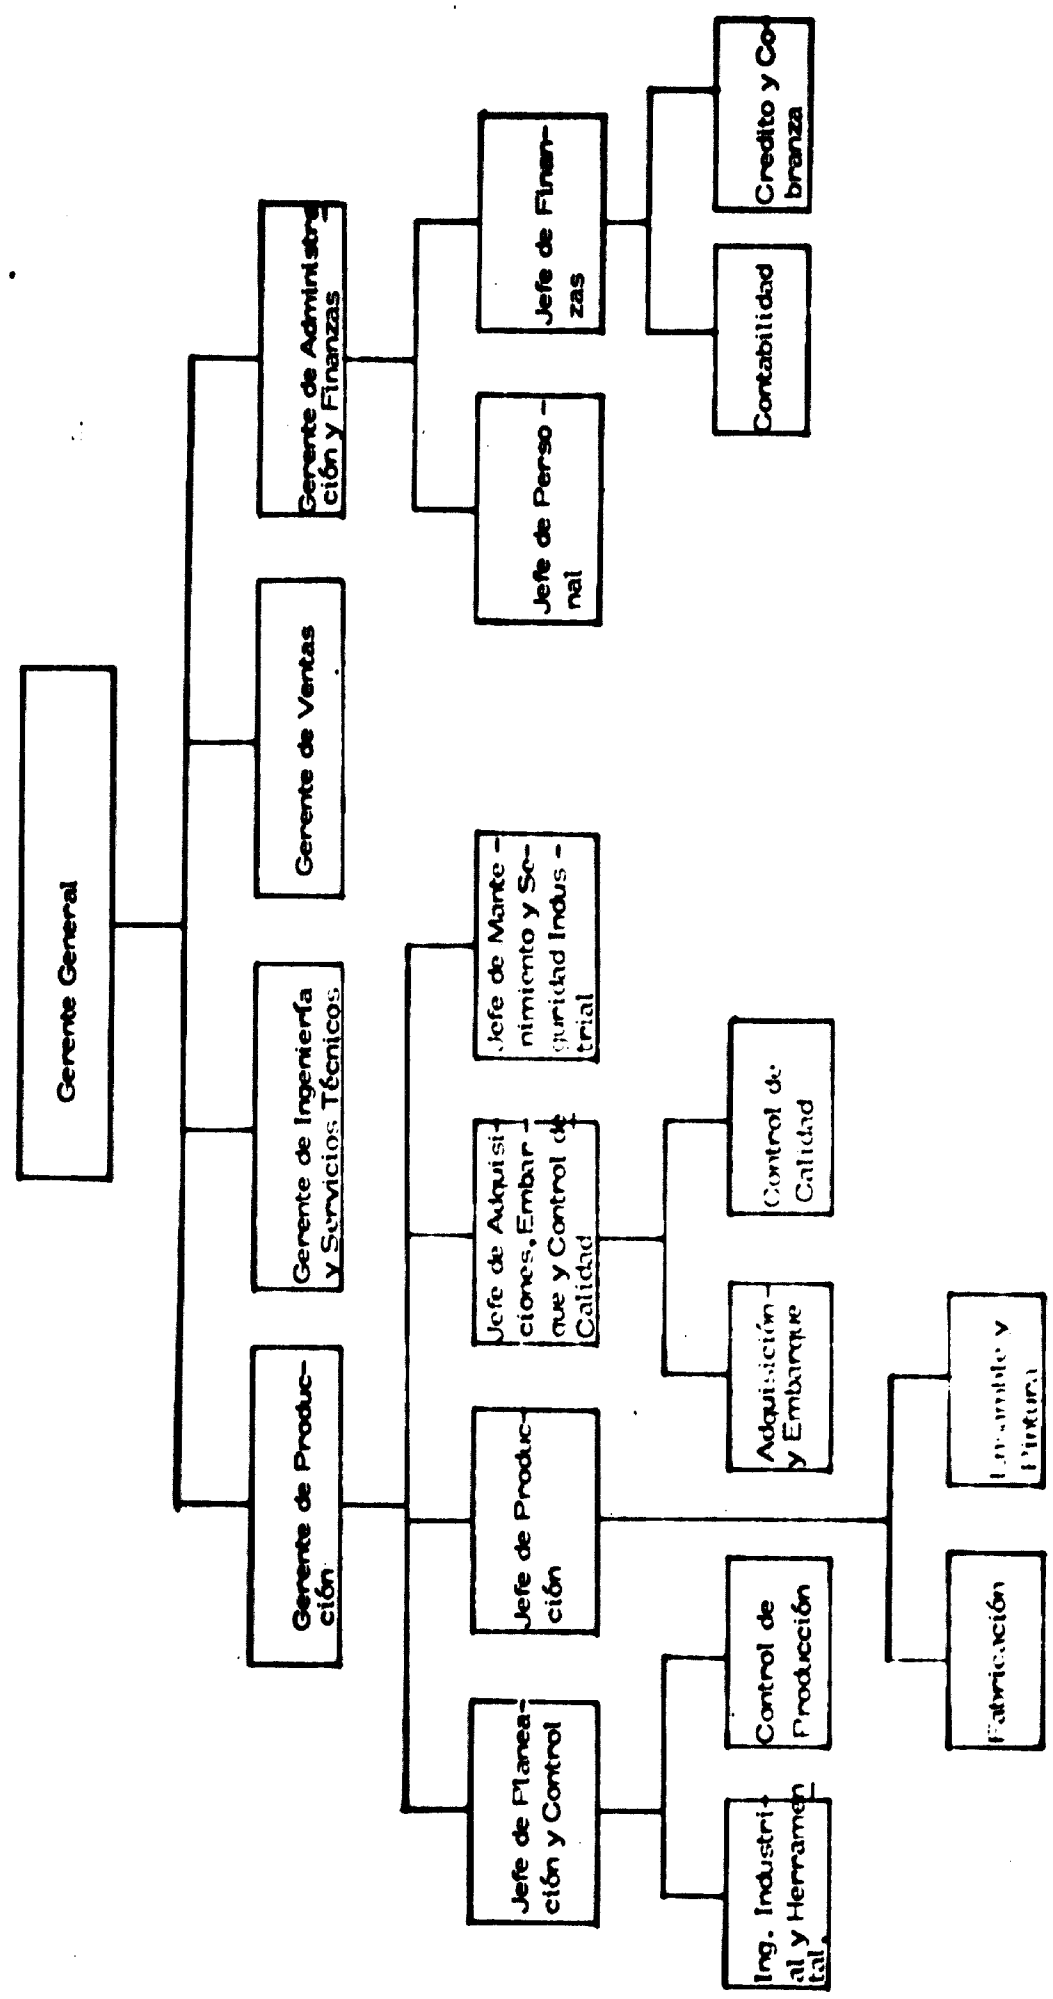 Gerente General
Gerente de Produc-
ción
Gerente de Ingeniería
y Servicios Técnicos
Gerente de Ventas
Gerente de Administra-
ción y Finanzas
Jefe de Planea-
ción y Control
Jefe de Produc-
ción
Jefe de Adquisi-
ciones, Embar-
que y Control de
Calidad
Jefe de Mante-
nimiento y Se-
guridad Indus-
trial
Jefe de Perso-
nal
Jefe de Finan-
zas
Ing. Industri-
al y Herramen-
tal.
Control de
Producción
Adquisición-
y Embarque
Control de
Calidad
Contabilidad
Credito y Co-
branza
Fabricación
Ensamble y
Pintura